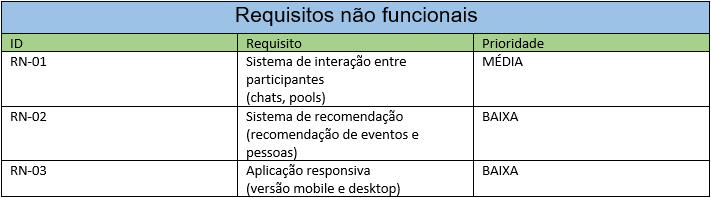 Requisitos não funcionais
ID Requisito Prioridade
RN-01 Sistema de interação entre MÉDIA
participantes
(chats, pools)
RN-02 Sistema de recomendação BAIXA
(recomendação de eventos e
pessoas)
RN-03 Aplicação responsiva BAIXA
(versão mobile e desktop)